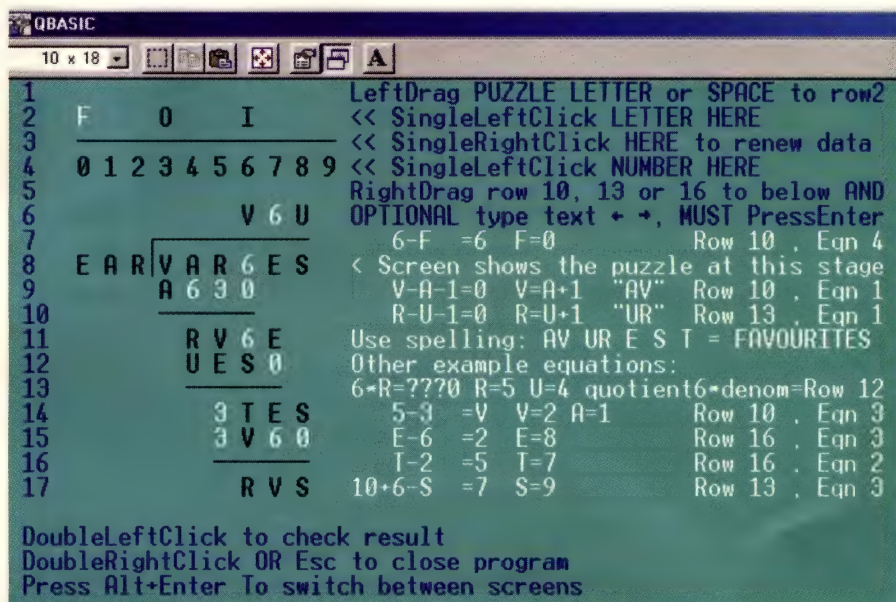 QBASIC
10 x 18
A
1 LeftDrag PUZZLE LETTER or SPACE to row2
2 F O I << SingleLeftClick LETTER HERE
3 << SingleRightClick HERE to renew data
4 0 1 2 3 4 5 6 7 8 9 << SingleLeftClick NUMBER HERE
5 RightDrag row 10, 13 or 16 to below AND
6 V 6 U OPTIONAL type text ← →, MUST PressEnter
7 6-F =6 F=0 Row 10 , Eqn 4
8 E A R V A R 6 E S < Screen shows the puzzle at this stage
9 A 6 3 0 V-A-1=0 V=A+1 "AV" Row 10 , Eqn 1
10 R-U-1=0 R=U+1 "UR" Row 13 , Eqn 1
11 R V 6 E Use spelling: AV UR E S T = FAVOURITES
12 U E S 0 Other example equations:
13 6*R=???0 R=5 U=4 quotient6*denom=Row 12
14 3 T E S 5-3 =V V=2 A=1 Row 10 , Eqn 3
15 3 V 6 0 E-6 =2 E=8 Row 16 , Eqn 3
16 T-2 =5 T=7 Row 16 , Eqn 2
17 R V S 10+6-S =7 S=9 Row 13 , Eqn 3
DoubleLeftClick to check result
DoubleRightClick OR Esc to close program
Press Alt+Enter To switch between screens